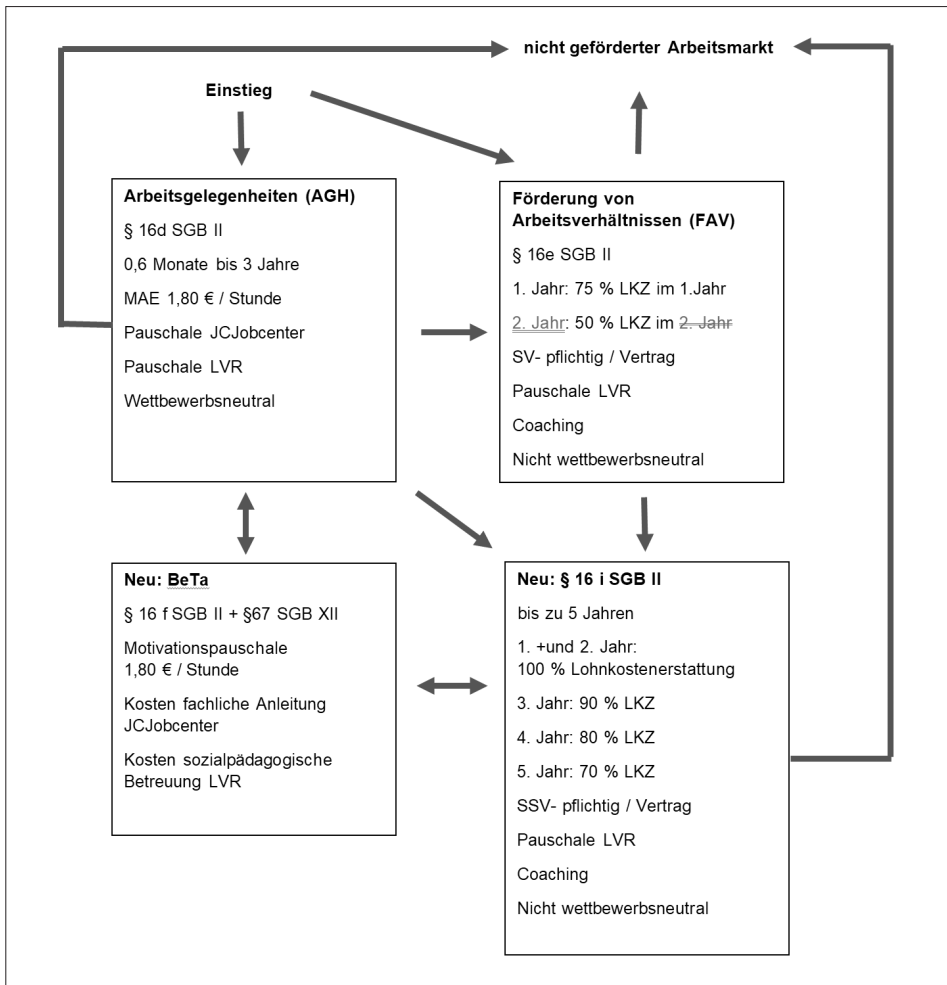 nicht geförderter Arbeitsmarkt
Einstieg
Arbeitsgelegenheiten (AGH)
§ 16d SGB II
0,6 Monate bis 3 Jahre
MAE 1,80 € / Stunde
Pauschale JCJobcenter
Pauschale LVR
Wettbewerbsneutral
Förderung von
Arbeitsverhältnissen (FAV)
§ 16e SGB II
1. Jahr: 75 % LKZ im 1.Jahr
2. Jahr: 50 % LKZ im 2. Jahr
SV- pflichtig / Vertrag
Pauschale LVR
Coaching
Nicht wettbewerbsneutral
Neu: BeTa
§ 16 f SGB II + §67 SGB XII
Motivationspauschale
1,80 € / Stunde
Kosten fachliche Anleitung
JCJobcenter
Kosten sozialpädagogische
Betreuung LVR
Neu: § 16 i SGB II
bis zu 5 Jahren
1. +und 2. Jahr:
100 % Lohnkostenerstattung
3. Jahr: 90 % LKZ
4. Jahr: 80 % LKZ
5. Jahr: 70 % LKZ
SSV- pflichtig / Vertrag
Pauschale LVR
Coaching
Nicht wettbewerbsneutral